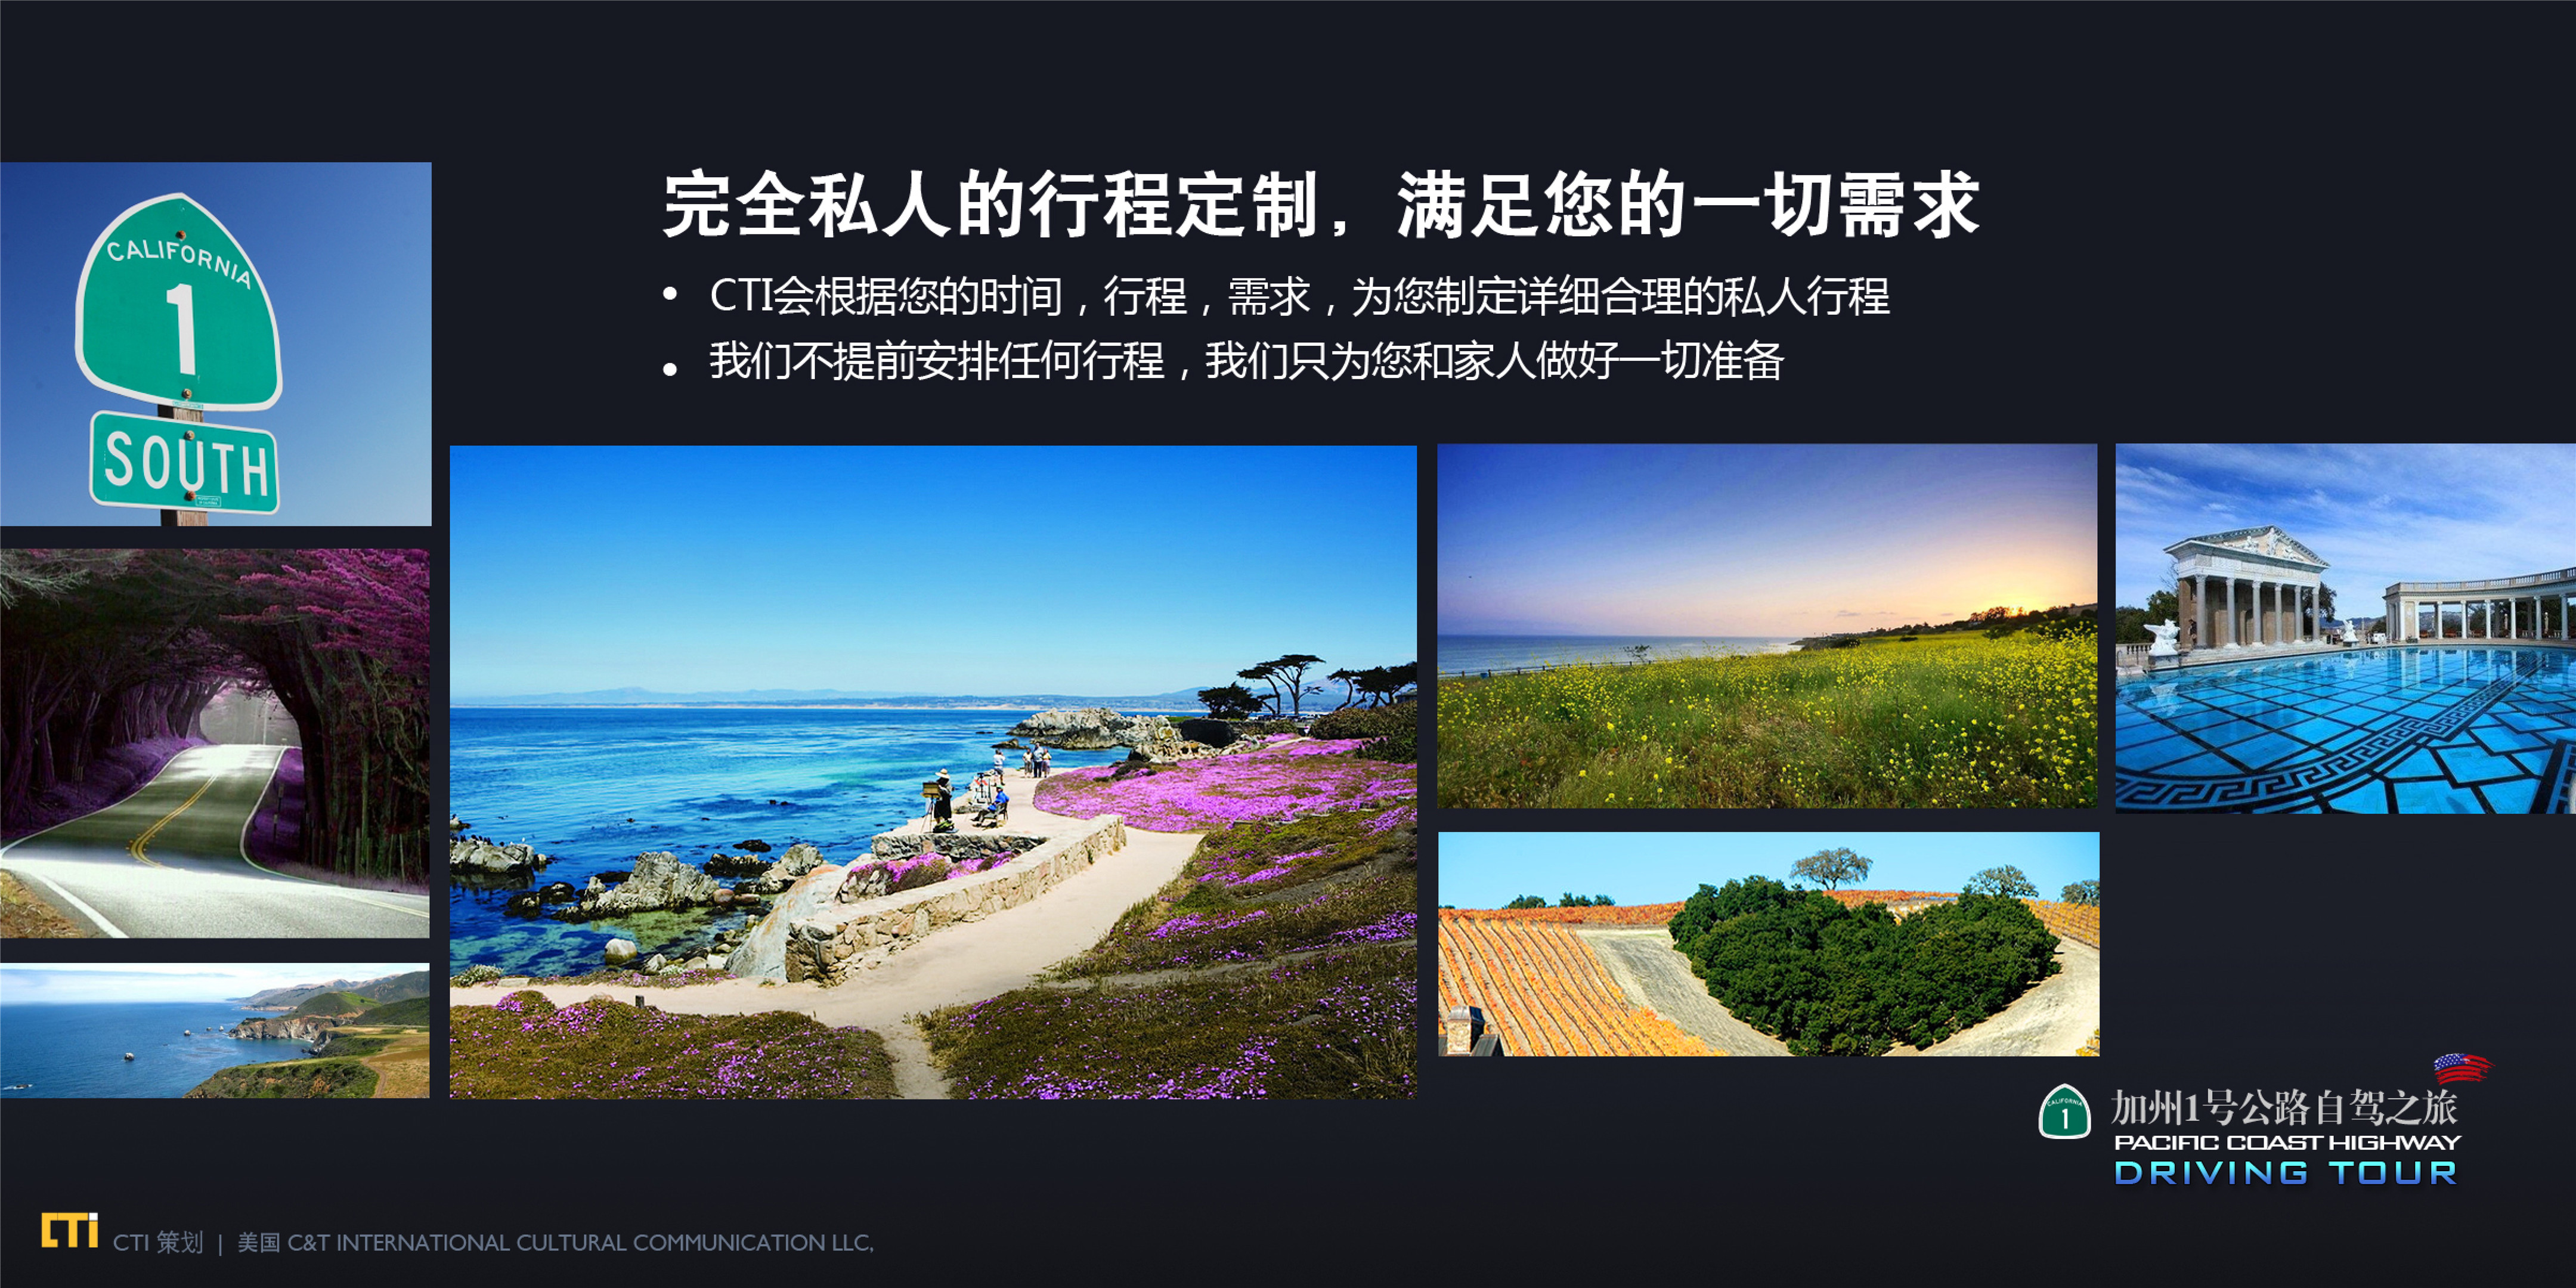 完全私人的行程定制，满足您的一切需求
• CTI会根据您的时间，行程，需求，为您制定详细合理的私人行程
• 我们不提前安排任何行程，我们只为您和家人做好一切准备
CALIFORNIA
1
SOUTH
CALIFORNIA
1
加州1号公路自驾之旅
PACIFIC COAST HIGHWAY
DRIVING TOUR
CTi CTI 策划 | 美国 C&T INTERNATIONAL CULTURAL COMMUNICATION LLC,